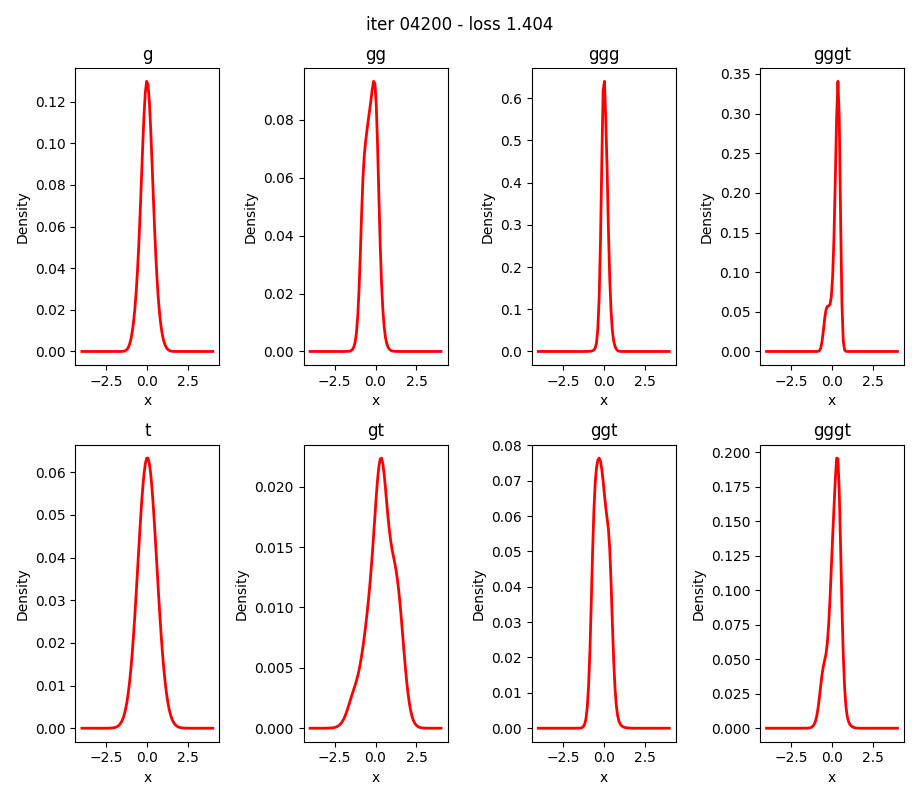 iter 04200 - loss 1.404
g gg ggg gggt
0.12 0.10 0.08 0.06 0.04 0.02 0.00
Density
−2.5 0.0 2.5
x
0.08 0.06 0.04 0.02 0.00
Density
−2.5 0.0 2.5
x
0.6 0.5 0.4 0.3 0.2 0.1 0.0
Density
−2.5 0.0 2.5
x
0.35 0.30 0.25 0.20 0.15 0.10 0.05 0.00
Density
−2.5 0.0 2.5
x
t gt ggt gggt
0.06 0.05 0.04 0.03 0.02 0.01 0.00
Density
−2.5 0.0 2.5
x
0.020 0.015 0.010 0.005 0.000
Density
−2.5 0.0 2.5
x
0.08 0.07 0.06 0.05 0.04 0.03 0.02 0.01 0.00
Density
−2.5 0.0 2.5
x
0.200 0.175 0.150 0.125 0.100 0.075 0.050 0.025 0.000
Density
−2.5 0.0 2.5
x